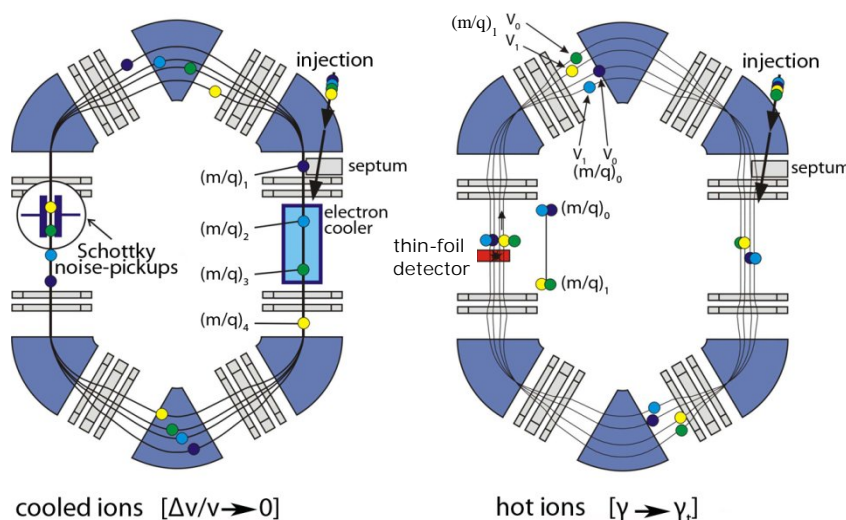 injection
(m/q)₁
septum
electron
cooler
(m/q)₂
(m/q)₃
(m/q)₄
Schottky
noise-pickups
cooled ions [Δv/v→0]
(m/q)₁
V₀
V₁
injection
V₁ V₀
(m/q)₀
septum
(m/q)₀
thin-foil
detector
(m/q)₁
hot ions [γ→γₜ]